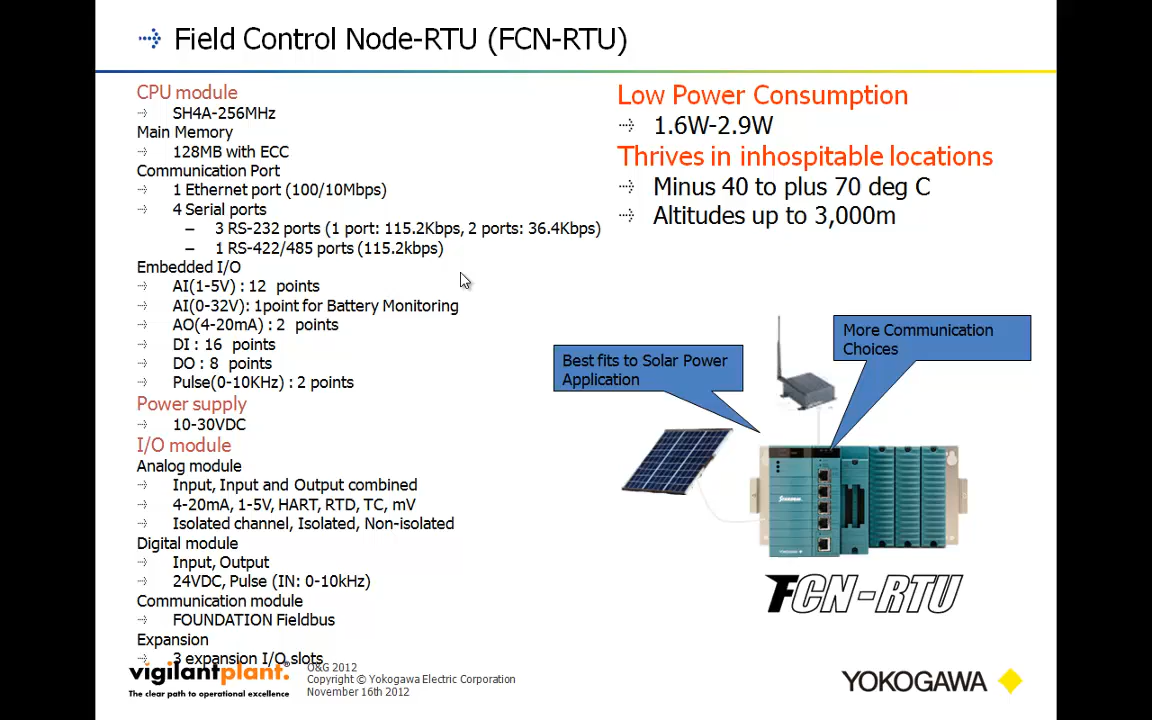 Field Control Node-RTU (FCN-RTU)
CPU module
SH4A-256MHz
Main Memory
128MB with ECC
Communication Port
1 Ethernet port (100/10Mbps)
4 Serial ports
– 3 RS-232 ports (1 port: 115.2Kbps, 2 ports: 36.4Kbps)
– 1 RS-422/485 ports (115.2kbps)
Embedded I/O
AI(1-5V) : 12 points
AI(0-32V): 1point for Battery Monitoring
AO(4-20mA) : 2 points
DI : 16 points
DO : 8 points
Pulse(0-10KHz) : 2 points
Power supply
10-30VDC
I/O module
Analog module
Input, Input and Output combined
4-20mA, 1-5V, HART, RTD, TC, mV
Isolated channel, Isolated, Non-isolated
Digital module
Input, Output
24VDC, Pulse (IN: 0-10kHz)
Communication module
FOUNDATION Fieldbus
Expansion
3 expansion I/O slots
Low Power Consumption
1.6W-2.9W
Thrives in inhospitable locations
Minus 40 to plus 70 deg C
Altitudes up to 3,000m
More Communication
Choices
Best fits to Solar Power
Application
YOKOGAWA
FCN-RTU
vigilantplant.®
The clear path to operational excellence
O&G 2012
Copyright © Yokogawa Electric Corporation
November 16th 2012
YOKOGAWA